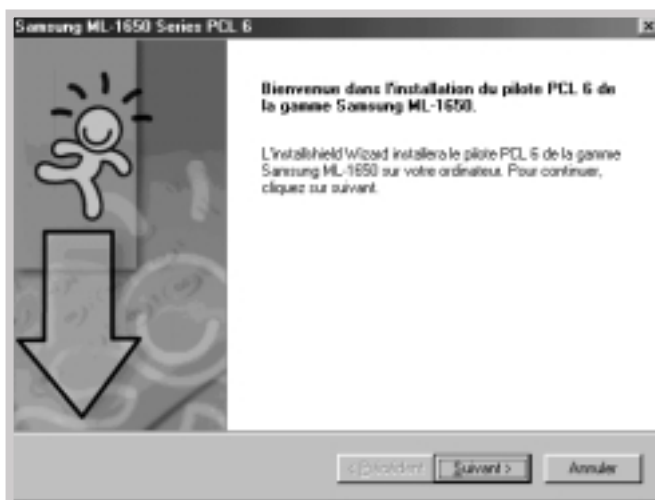 Samsung ML-1650 Series PCL 6
Bienvenue dans l'installation du pilote PCL 6 de
la gamme Samsung ML-1650.
L'Installshield Wizard installera le pilote PCL 6 de la gamme
Samsung ML-1650 sur votre ordinateur. Pour continuer,
cliquez sur suivant.
< Précédent
Suivant >
Annuler